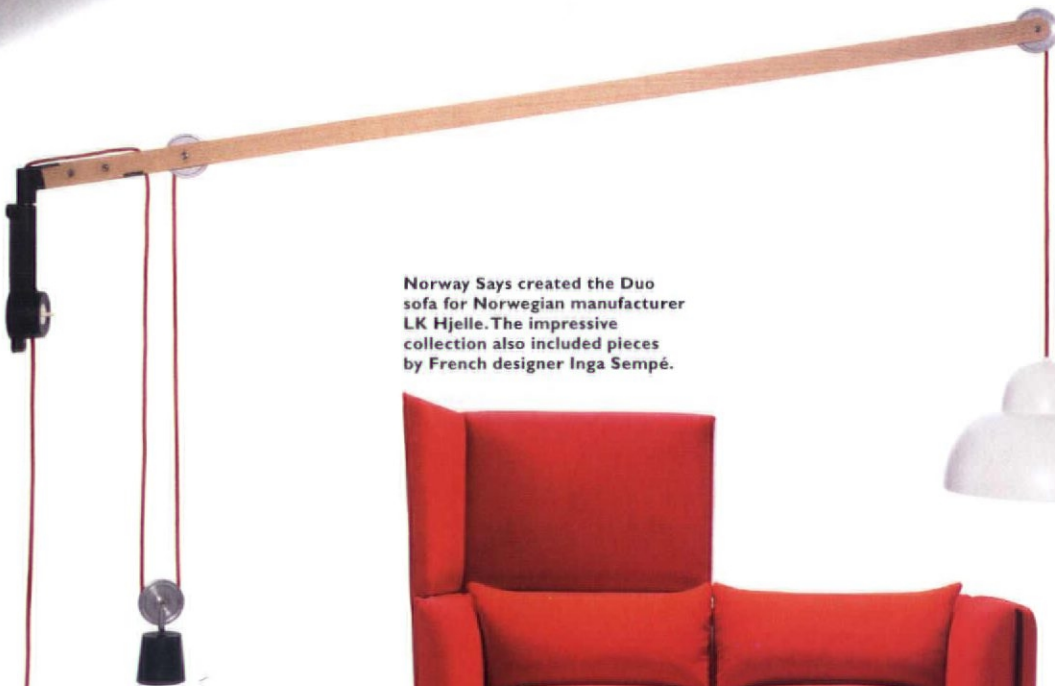 Norway Says created the Duo
sofa for Norwegian manufacturer
LK Hjelle. The impressive
collection also included pieces
by French designer Inga Sempé.